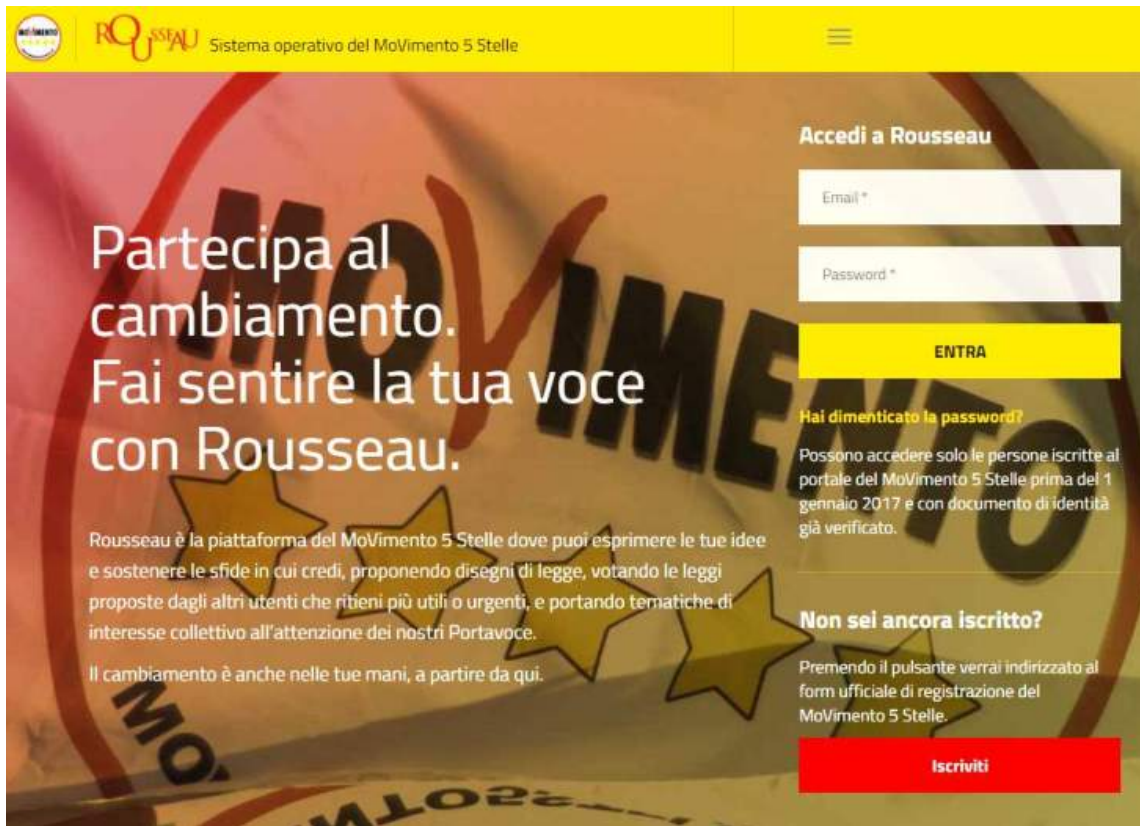 MOVIMENTO
ROUSSEAU Sistema operativo del MoVimento 5 Stelle
Partecipa al
cambiamento.
Fai sentire la tua voce
con Rousseau.
Rousseau è la piattaforma del MoVimento 5 Stelle dove puoi esprimere le tue idee
e sostenere le sfide in cui credi, proponendo disegni di legge, votando le leggi
proposte dagli altri utenti che ritieni più utili o urgenti, e portando tematiche di
interesse collettivo all'attenzione dei nostri Portavoce.
Il cambiamento è anche nelle tue mani, a partire da qui.
MOVIMENTO
MOV
Accedi a Rousseau
Email *
Password *
ENTRA
Hai dimenticato la password?
Possono accedere solo le persone iscritte al
portale del MoVimento 5 Stelle prima del 1
gennaio 2017 e con documento di identità
già verificato.
Non sei ancora iscritto?
Premendo il pulsante verrai indirizzato al
form ufficiale di registrazione del
MoVimento 5 Stelle.
Iscriviti